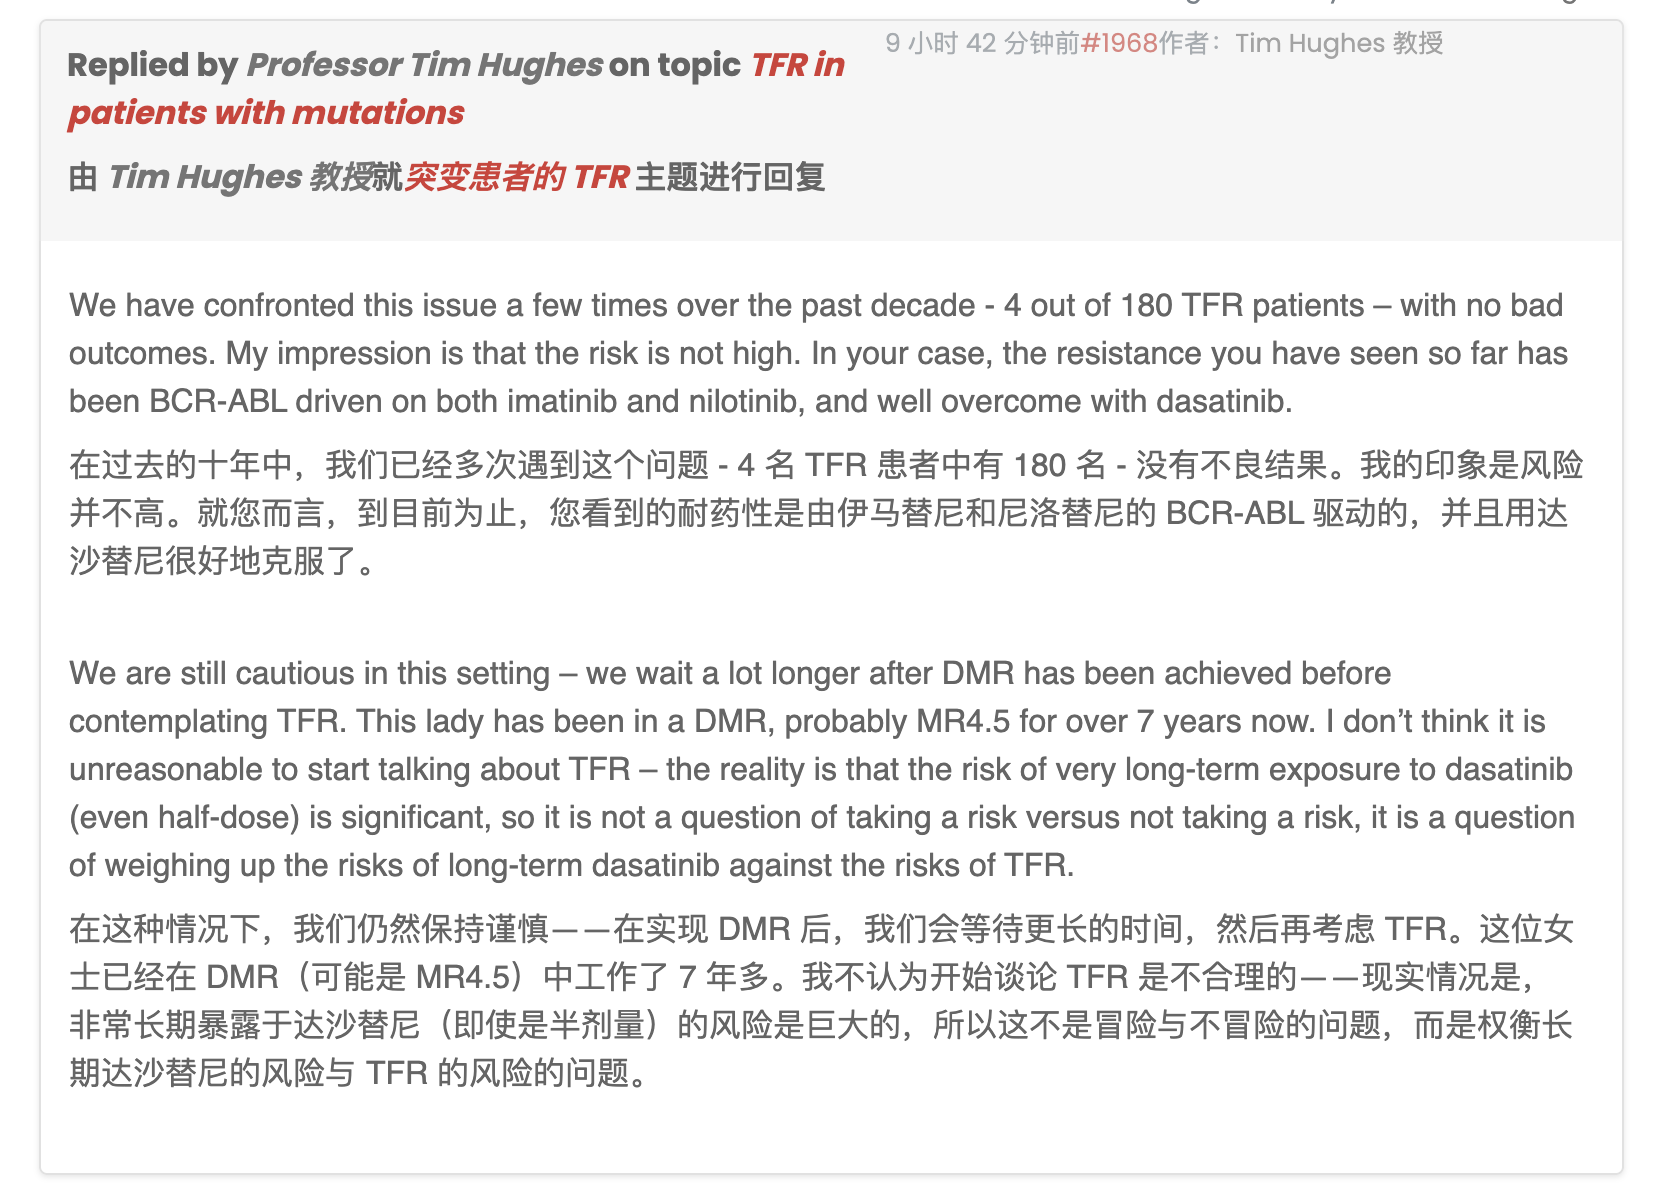 Replied by Professor Tim Hughes on topic TFR in
patients with mutations
由 Tim Hughes 教授就突变患者的 TFR 主题进行回复
9 小时 42 分钟前#1968作者：Tim Hughes 教授
We have confronted this issue a few times over the past decade - 4 out of 180 TFR patients – with no bad
outcomes. My impression is that the risk is not high. In your case, the resistance you have seen so far has
been BCR-ABL driven on both imatinib and nilotinib, and well overcome with dasatinib.
在过去的十年中，我们已经多次遇到这个问题 - 4 名 TFR 患者中有 180 名 - 没有不良结果。我的印象是风险
并不高。就您而言，到目前为止，您看到的耐药性是由伊马替尼和尼洛替尼的 BCR-ABL 驱动的，并且用达
沙替尼很好地克服了。
We are still cautious in this setting – we wait a lot longer after DMR has been achieved before
contemplating TFR. This lady has been in a DMR, probably MR4.5 for over 7 years now. I don’t think it is
unreasonable to start talking about TFR – the reality is that the risk of very long-term exposure to dasatinib
(even half-dose) is significant, so it is not a question of taking a risk versus not taking a risk, it is a question
of weighing up the risks of long-term dasatinib against the risks of TFR.
在这种情况下，我们仍然保持谨慎——在实现 DMR 后，我们会等待更长的时间，然后再考虑 TFR。这位女
士已经在 DMR（可能是 MR4.5）中工作了 7 年多。我不认为开始谈论 TFR 是不合理的——现实情况是，
非常长期暴露于达沙替尼（即使是半剂量）的风险是巨大的，所以这不是冒险与不冒险的问题，而是权衡长
期达沙替尼的风险与 TFR 的风险的问题。